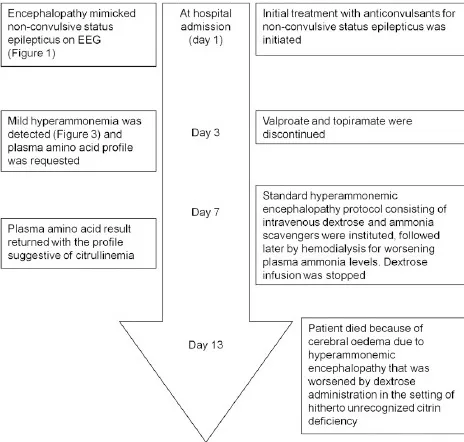 Encephalopathy mimicked
non-convulsive status
epilepticus on EEG
(Figure 1)
At hospital
admission
(day 1)
Initial treatment with anticonvulsants for
non-convulsive status epilepticus was
initiated
Mild hyperammonemia was
detected (Figure 3) and
plasma amino acid profile
was requested
Day 3
Valproate and topiramate were
discontinued
Day 7
Standard hyperammonemic
encephalopathy protocol consisting of
intravenous dextrose and ammonia
scavengers were instituted, followed
later by hemodialysis for worsening
plasma ammonia levels. Dextrose
infusion was stopped
Plasma amino acid result
returned with the profile
suggestive of citrullinemia
Day 13
Patient died because of
cerebral oedema due to
hyperammonemic
encephalopathy that was
worsened by dextrose
administration in the setting of
hitherto unrecognized citrin
deficiency